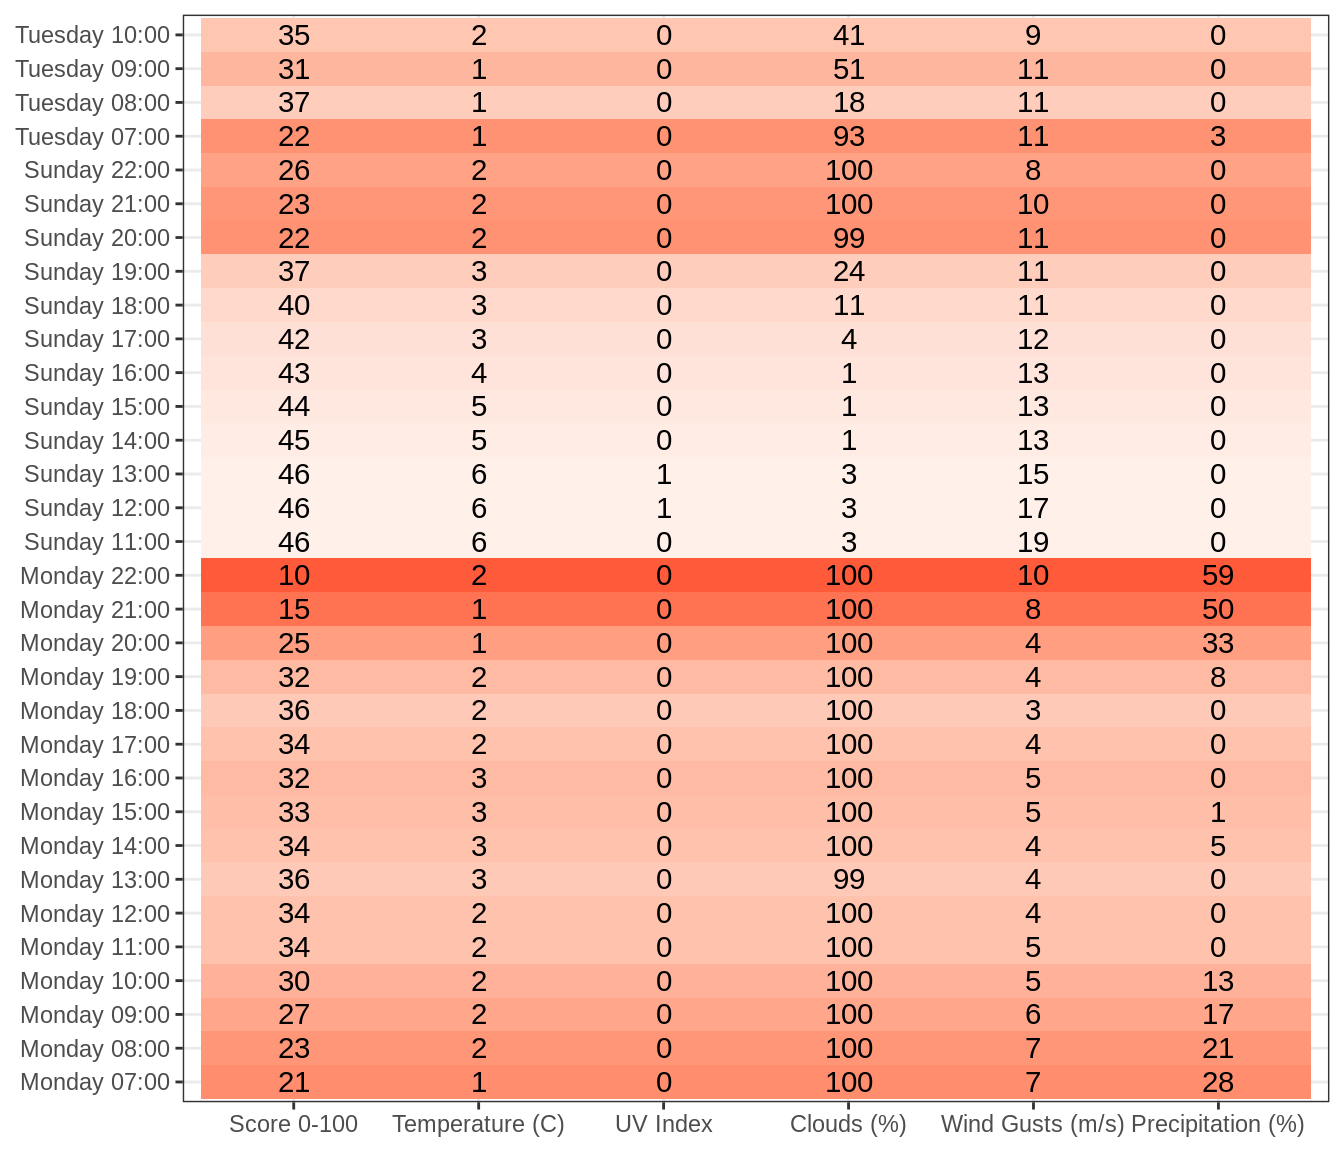 Tuesday 10:00 35 2 0 41 9 0
Tuesday 09:00 31 1 0 51 11 0
Tuesday 08:00 37 1 0 18 11 0
Tuesday 07:00 22 1 0 93 11 3
Sunday 22:00 26 2 0 100 8 0
Sunday 21:00 23 2 0 100 10 0
Sunday 20:00 22 2 0 99 11 0
Sunday 19:00 37 3 0 24 11 0
Sunday 18:00 40 3 0 11 11 0
Sunday 17:00 42 3 0 4 12 0
Sunday 16:00 43 4 0 1 13 0
Sunday 15:00 44 5 0 1 13 0
Sunday 14:00 45 5 0 1 13 0
Sunday 13:00 46 6 1 3 15 0
Sunday 12:00 46 6 1 3 17 0
Sunday 11:00 46 6 0 3 19 0
Monday 22:00 10 2 0 100 10 59
Monday 21:00 15 1 0 100 8 50
Monday 20:00 25 1 0 100 4 33
Monday 19:00 32 2 0 100 4 8
Monday 18:00 36 2 0 100 3 0
Monday 17:00 34 2 0 100 4 0
Monday 16:00 32 3 0 100 5 0
Monday 15:00 33 3 0 100 5 1
Monday 14:00 34 3 0 100 4 5
Monday 13:00 36 3 0 99 4 0
Monday 12:00 34 2 0 100 4 0
Monday 11:00 34 2 0 100 5 0
Monday 10:00 30 2 0 100 5 13
Monday 09:00 27 2 0 100 6 17
Monday 08:00 23 2 0 100 7 21
Monday 07:00 21 1 0 100 7 28
Score 0-100 Temperature (C) UV Index Clouds (%) Wind Gusts (m/s) Precipitation (%)